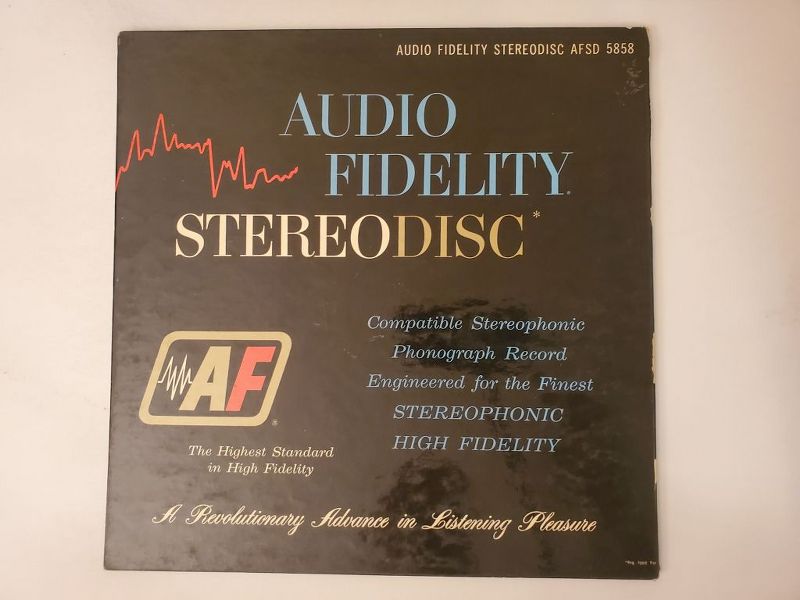 AUDIO FIDELITY STEREODISC AFSD 5858
AUDIO
FIDELITY.
STEREODISC*
Compatible Stereophonic
Phonograph Record
Engineered for the Finest
STEREOPHONIC
HIGH FIDELITY
AF
®
The Highest Standard
in High Fidelity
A Revolutionary Advance in Listening Pleasure